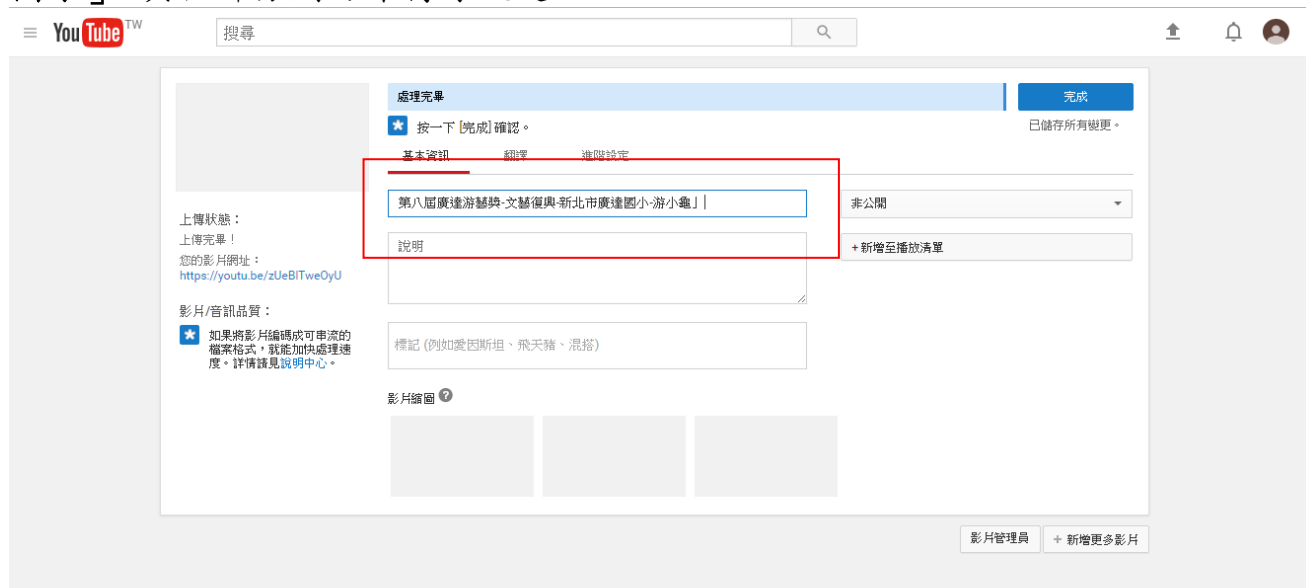 YouTube TW
搜尋
處理完畢
完成
按一下 [完成] 確認。
已儲存所有變更。
基本資訊 翻譯 進階設定
第八屆廣達游藝獎-文藝復興-新北市廣達國小-游小龜」
非公開
說明
+ 新增至播放清單
上傳狀態：
上傳完畢！
您的影片網址：
https://youtu.be/zUeBITweOyU
影片/音訊品質：
如果將影片編碼成可串流的
檔案格式，就能加快處理速
度。詳情請見說明中心。
標記 (例如愛因斯坦、飛天豬、混搭)
影片縮圖 ?
影片管理員
+ 新增更多影片